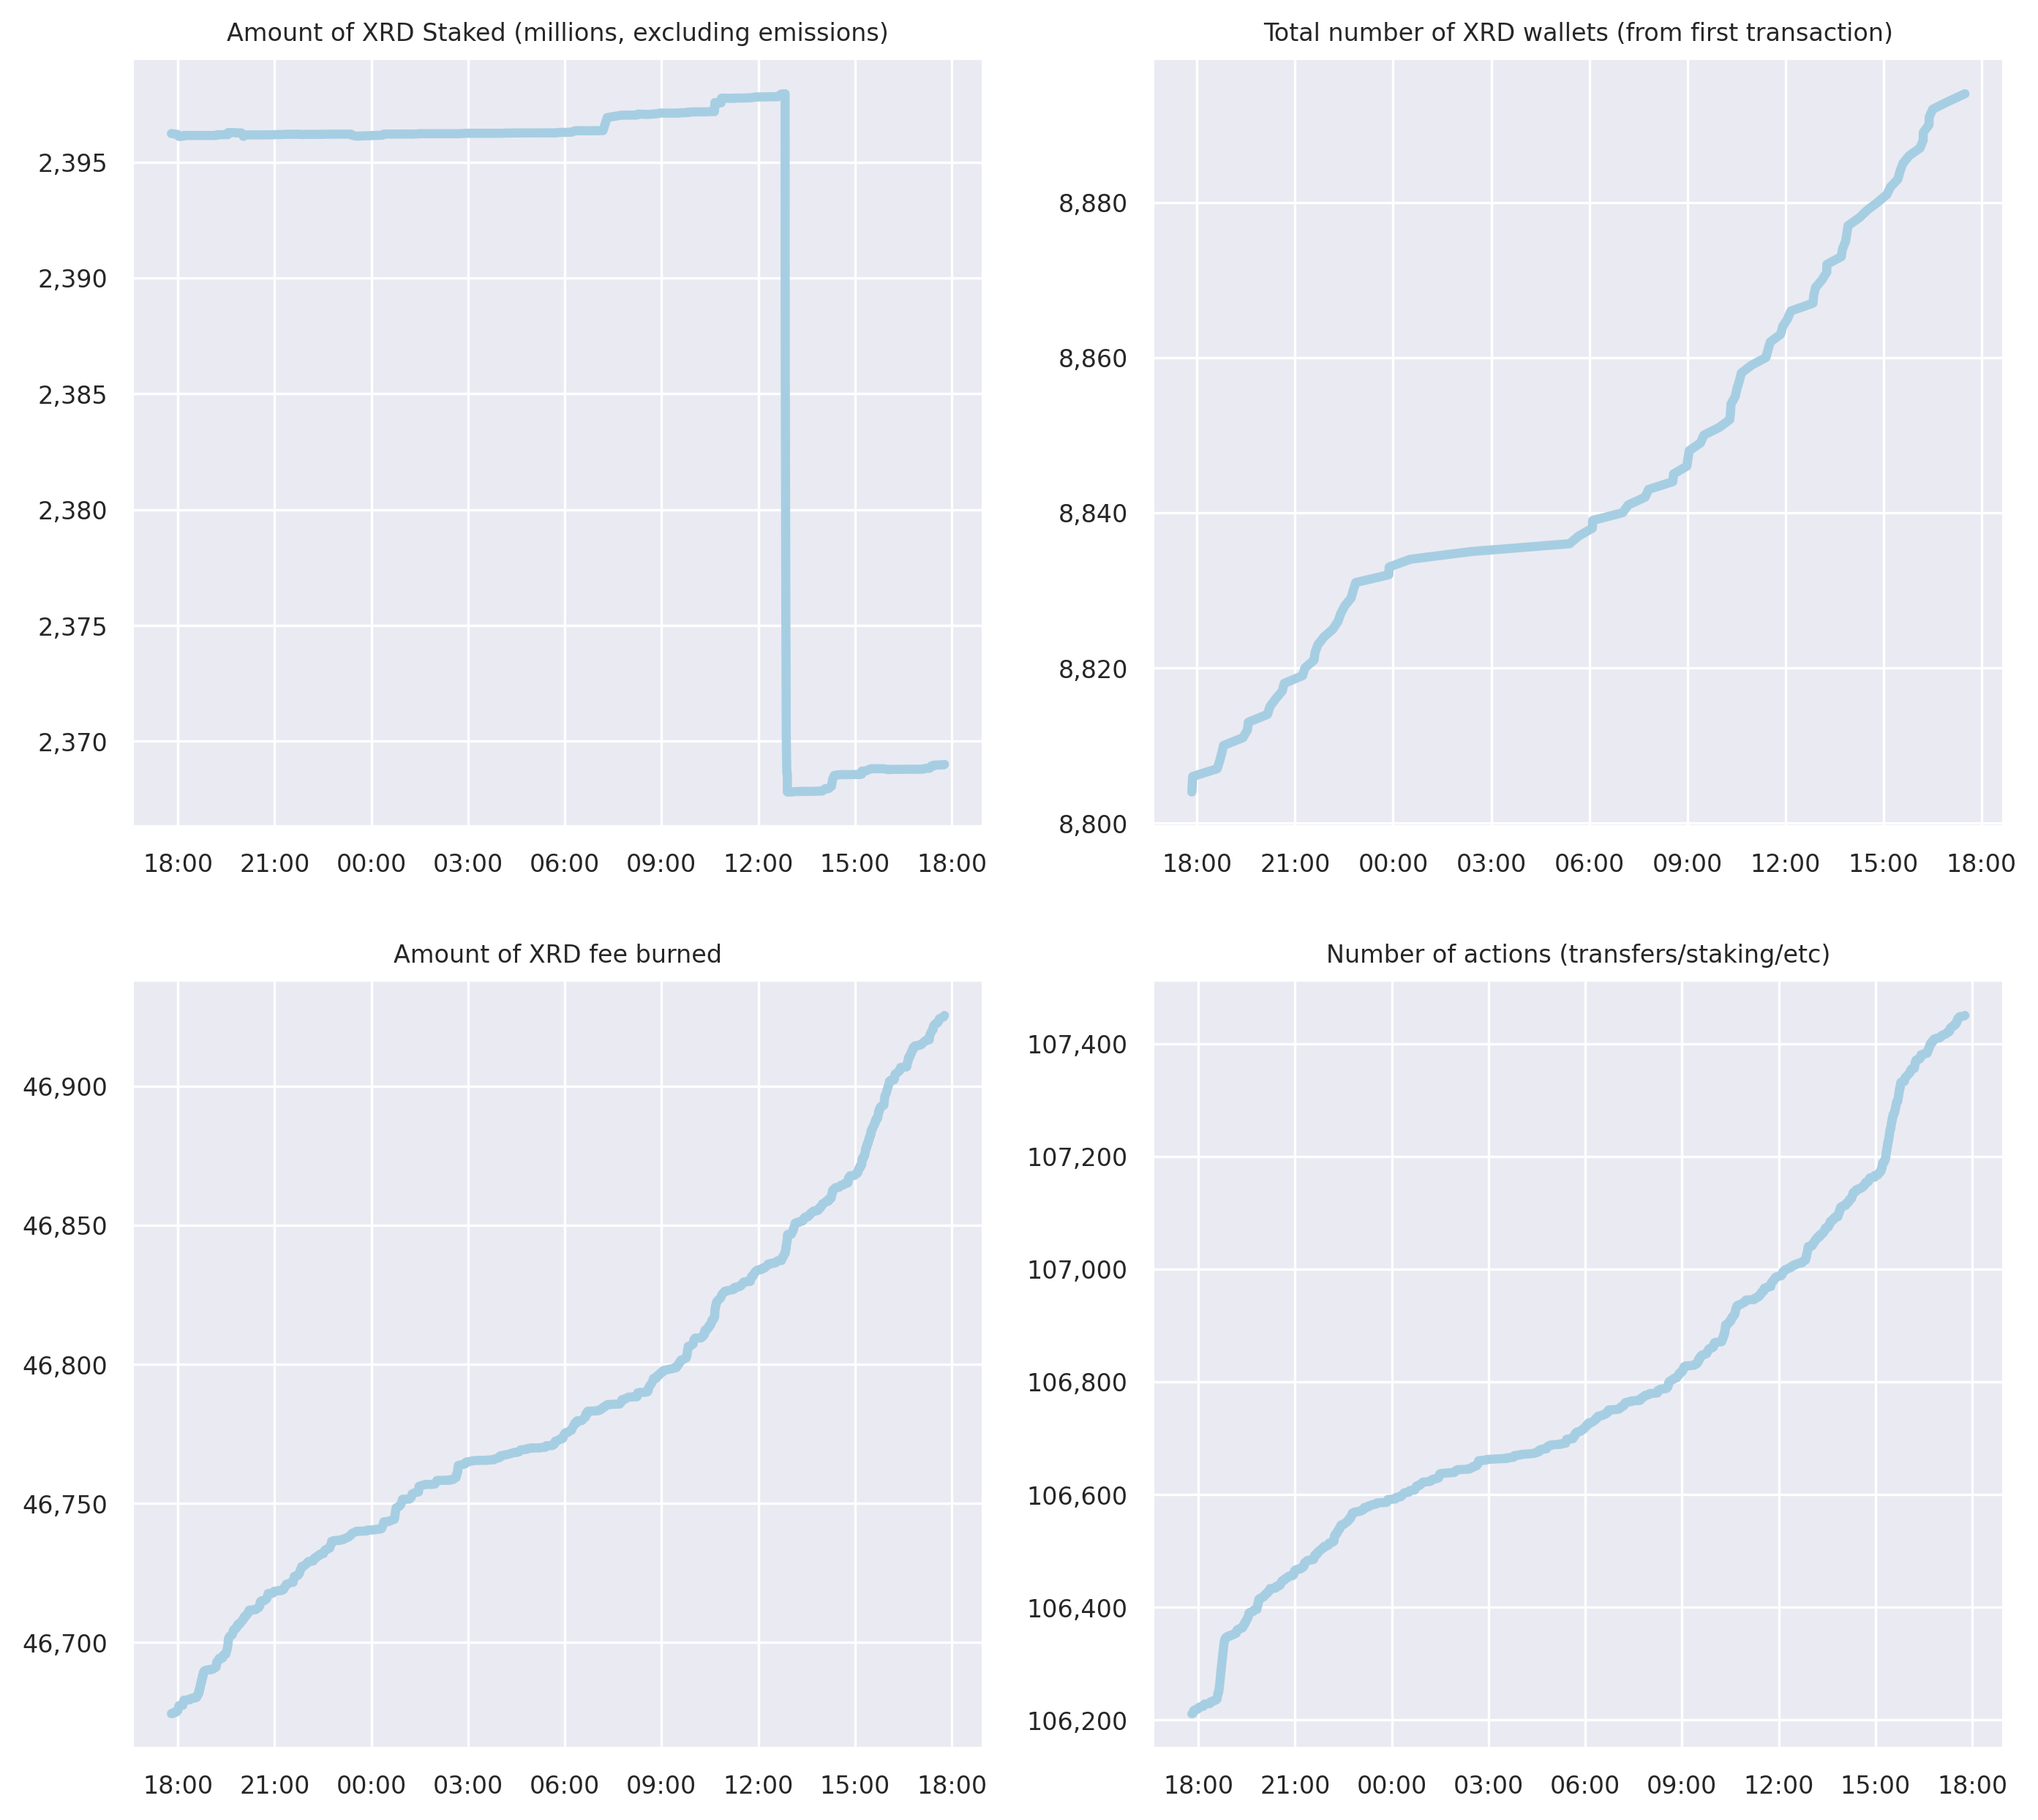 Amount of XRD Staked (millions, excluding emissions)
2,395
2,390
2,385
2,380
2,375
2,370
18:00 21:00 00:00 03:00 06:00 09:00 12:00 15:00 18:00
Total number of XRD wallets (from first transaction)
8,880
8,860
8,840
8,820
8,800
18:00 21:00 00:00 03:00 06:00 09:00 12:00 15:00 18:00
Amount of XRD fee burned
46,900
46,850
46,800
46,750
46,700
18:00 21:00 00:00 03:00 06:00 09:00 12:00 15:00 18:00
Number of actions (transfers/staking/etc)
107,400
107,200
107,000
106,800
106,600
106,400
106,200
18:00 21:00 00:00 03:00 06:00 09:00 12:00 15:00 18:00